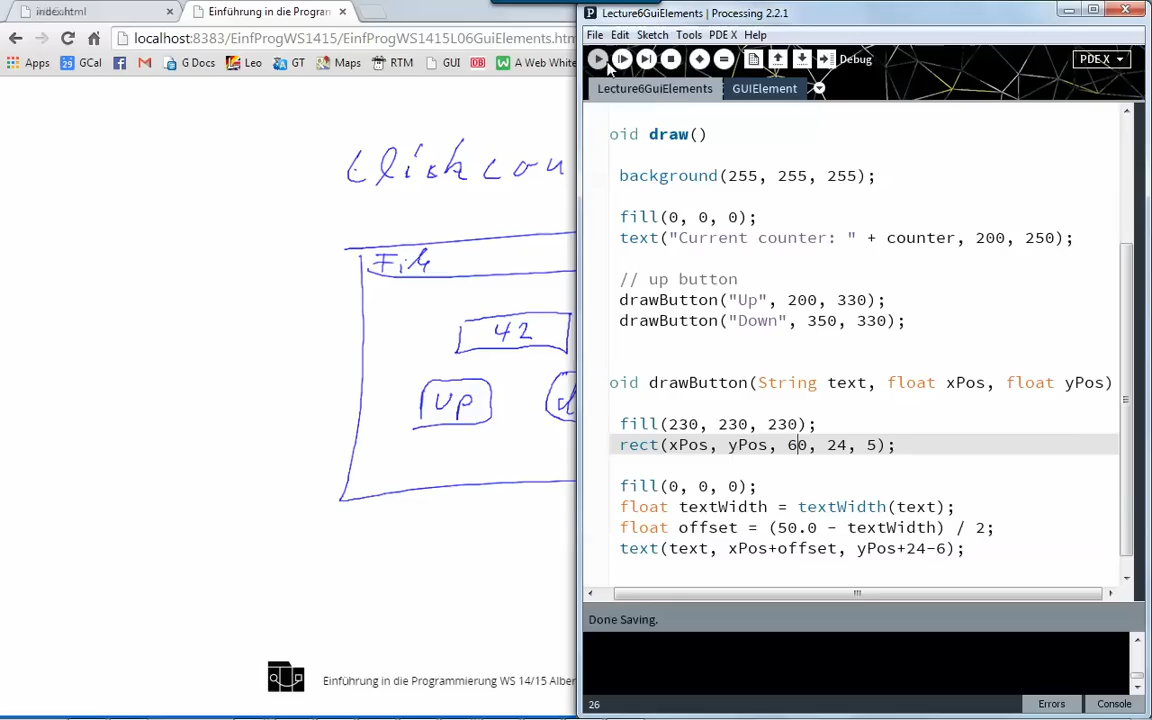 index.html
Einführung in die Program
Lecture6GuiElements | Processing 2.2.1
File Edit Sketch Tools PDE X Help
localhost:8383/EinfProgWS1415/EinfProgWS1415L06GuiElements.htm
Apps GCal Facebook M Doodle Leo GT Maps RTM GUI DB A Web White
Debug
PDE.X
Lecture6GuiElements GUIElement
oid draw()
background(255, 255, 255);
fill(0, 0, 0);
text("Current counter: " + counter, 200, 250);
// up button
drawButton("Up", 200, 330);
drawButton("Down", 350, 330);
oid drawButton(String text, float xPos, float yPos)
fill(230, 230, 230);
rect(xPos, yPos, 60, 24, 5);
fill(0, 0, 0);
float textWidth = textWidth(text);
float offset = (50.0 - textWidth) / 2;
text(text, xPos+offset, yPos+24-6);
Done Saving.
26
Errors Console
Clickcou
File
42
up d
Einführung in die Programmierung WS 14/15 Alber